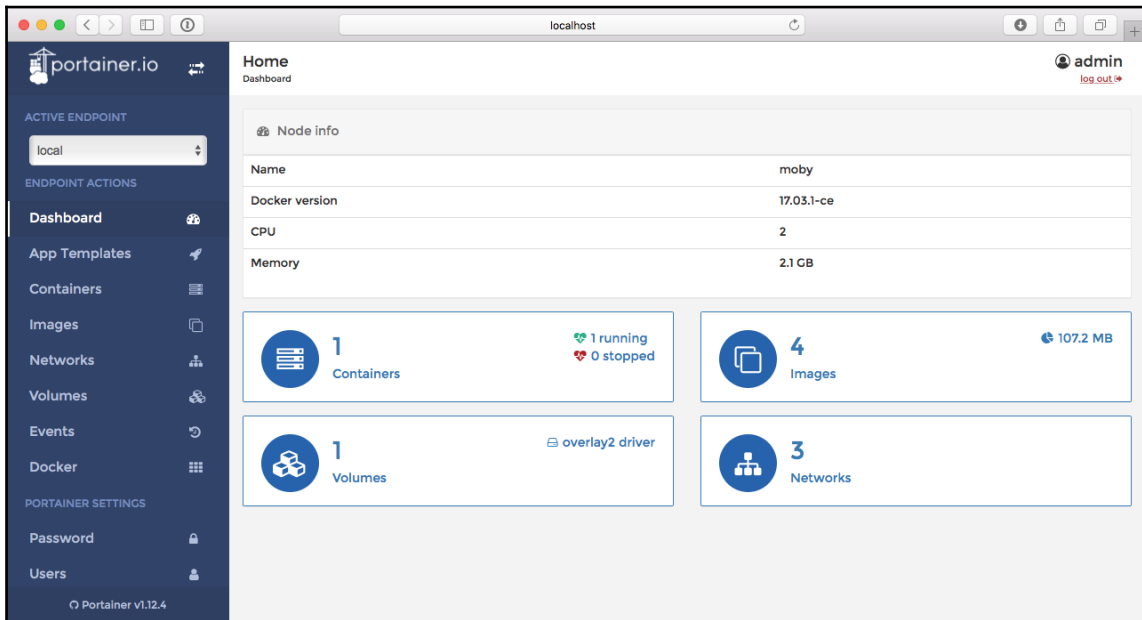 localhost
portainer.io
Home
Dashboard
admin
log out
ACTIVE ENDPOINT
local
ENDPOINT ACTIONS
Dashboard
App Templates
Containers
Images
Networks
Volumes
Events
Docker
PORTAINER SETTINGS
Password
Users
Portainer v1.12.4
Node info
Name moby
Docker version 17.03.1-ce
CPU 2
Memory 2.1 GB
1
Containers
1 running
0 stopped
4
Images
107.2 MB
1
Volumes
overlay2 driver
3
Networks